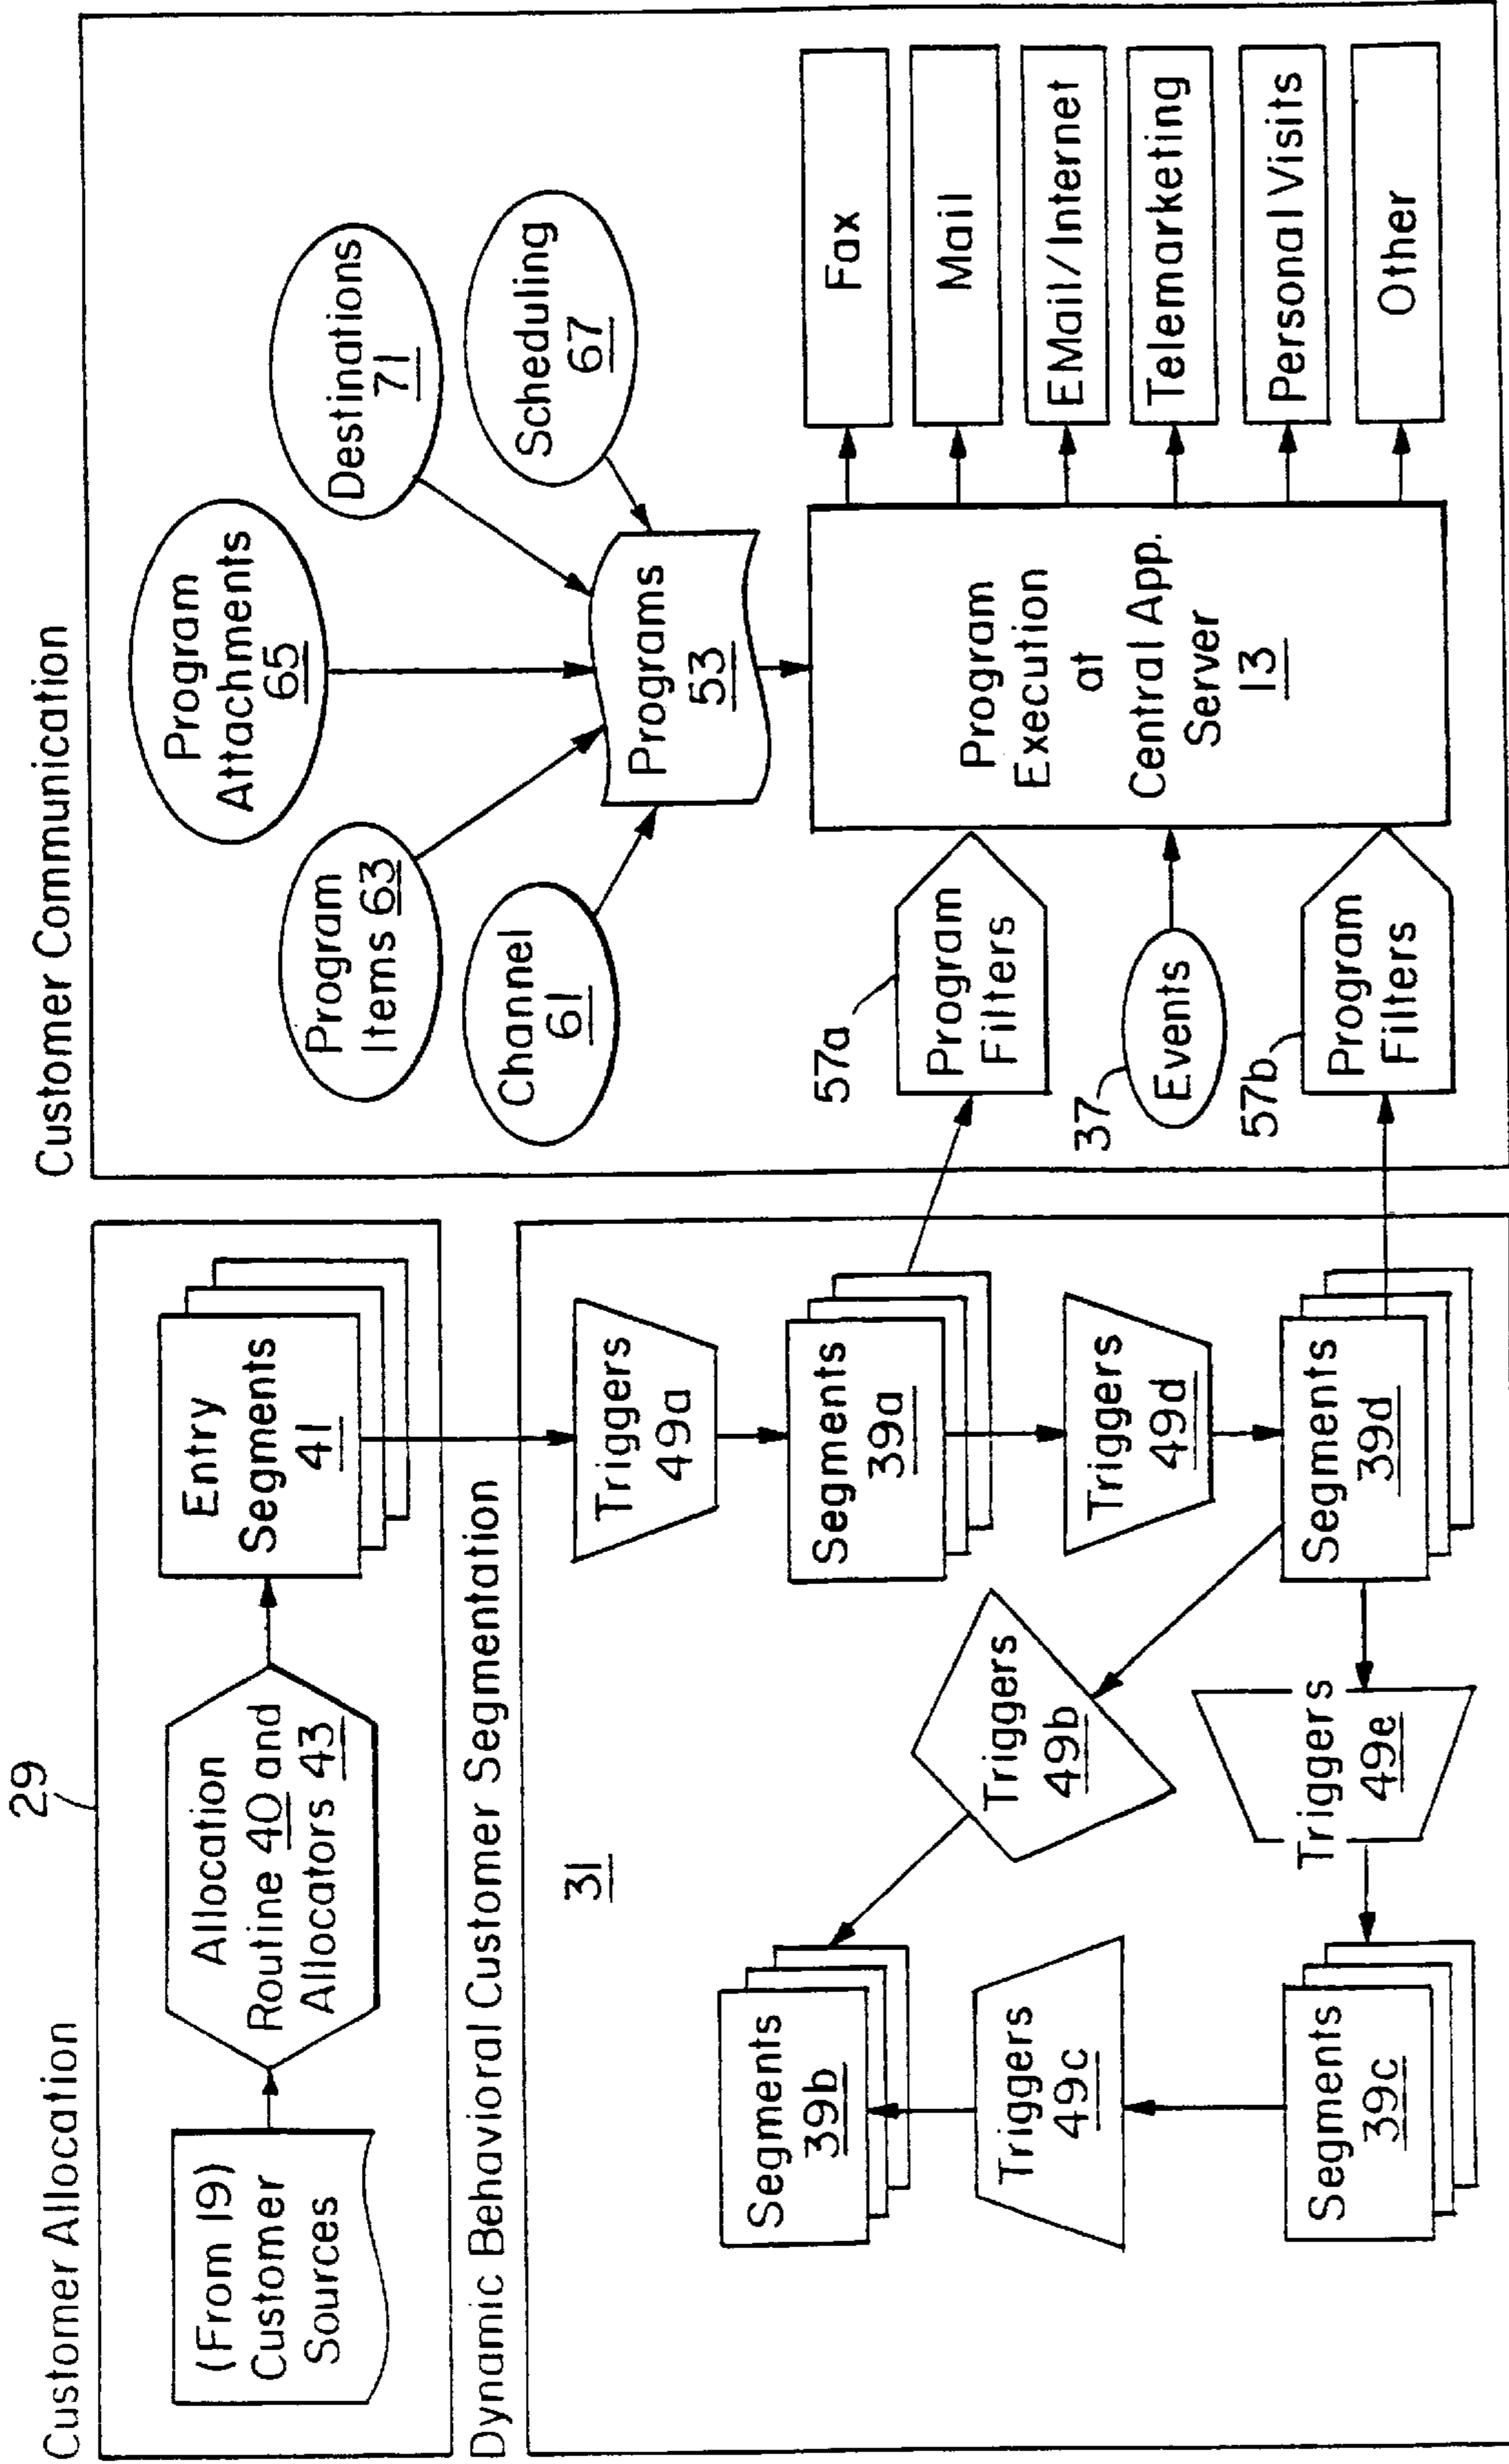 Customer Allocation
29
(From 19)
Customer
Sources
Allocation
Routine 40 and
Allocators 43
Entry
Segments
41
Dynamic Behavioral Customer Segmentation
31
Triggers
49a
Segments
39a
Triggers
49d
Segments
39d
Triggers
49b
Triggers
49e
Segments
39b
Triggers
49c
Segments
39c
Customer Communication
Program
Items 63
Program
Attachments
65
Destinations
71
Channel
61
Scheduling
67
Programs
53
57a
Program
Filters
37
Events
57b
Program
Filters
Program
Execution
at
Central App.
Server
13
Fax
Mail
EMail/Internet
Telemarketing
Personal Visits
Other